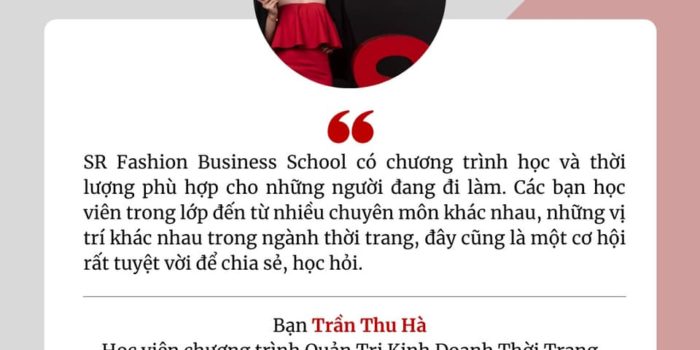 SR Fashion Business School có chương trình học và thời
lượng phù hợp cho những người đang đi làm. Các bạn học
viên trong lớp đến từ nhiều chuyên môn khác nhau, những vị
trí khác nhau trong ngành thời trang, đây cũng là một cơ hội
rất tuyệt vời để chia sẻ, học hỏi.
Bạn Trần Thu Hà
Học viên chương trình Quản Trị Kinh Doanh Thời Trang